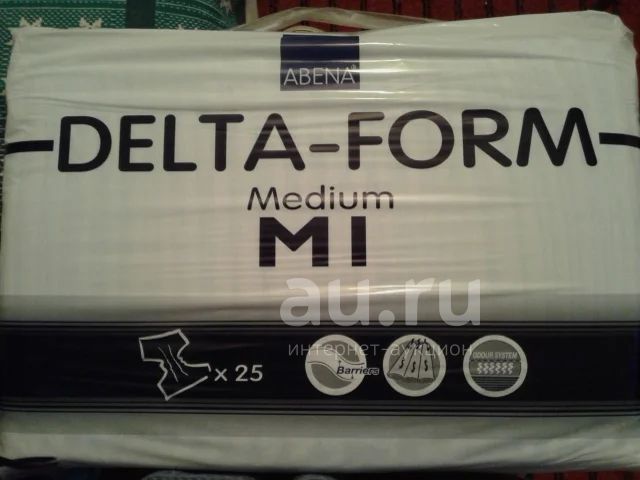 ABENA®
DELTA-FORM
Medium
M1
au.ru
интернет-аукцион
x 25
Barriers
ODOUR SYSTEM